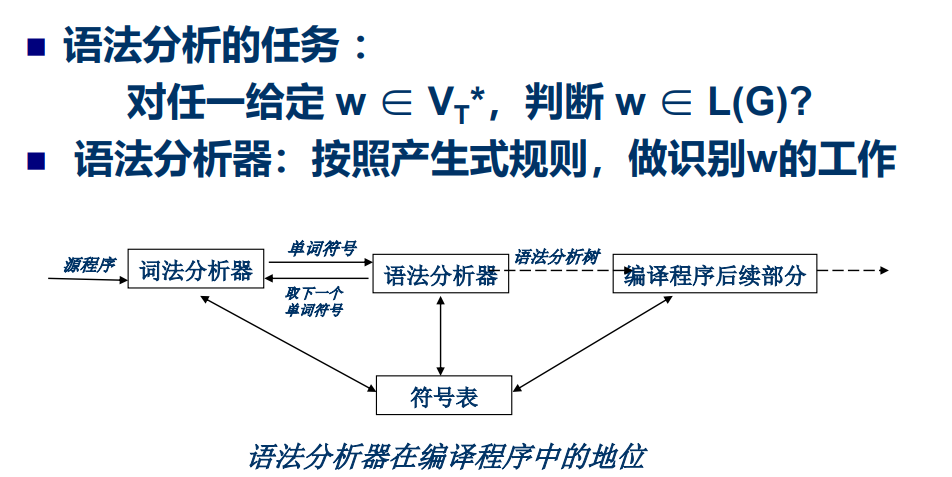 语法分析的任务：
对任一给定 w ∈ V_T*，判断 w ∈ L(G)?
语法分析器：按照产生式规则，做识别w的工作
源程序
词法分析器
单词符号
取下一个
单词符号
语法分析器
语法分析树
编译程序后续部分
符号表
语法分析器在编译程序中的地位